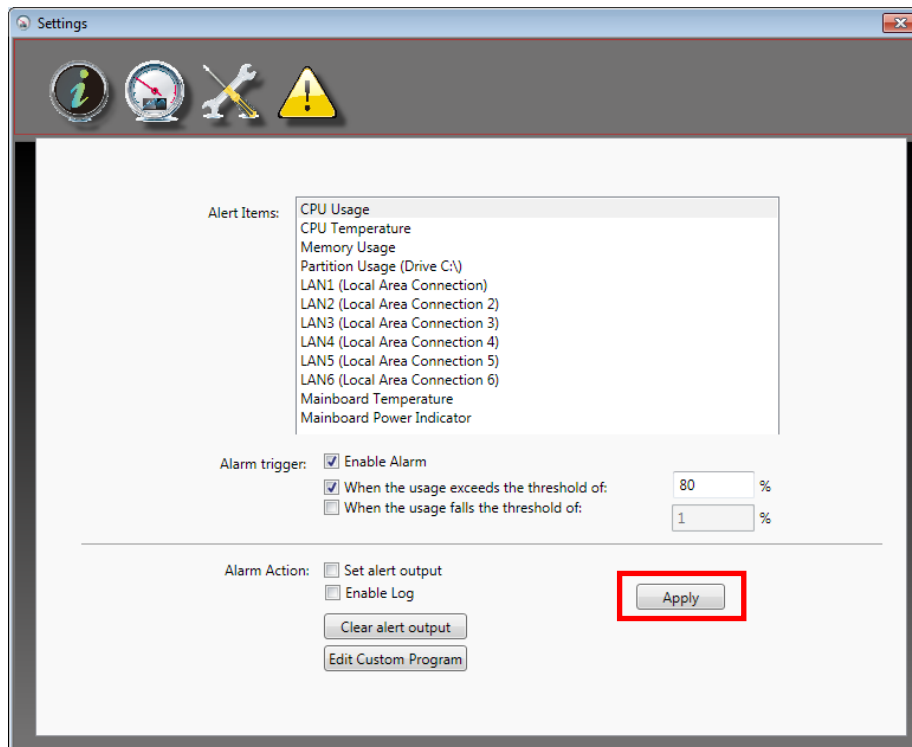 Settings
Alert Items:
CPU Usage
CPU Temperature
Memory Usage
Partition Usage (Drive C:\)
LAN1 (Local Area Connection)
LAN2 (Local Area Connection 2)
LAN3 (Local Area Connection 3)
LAN4 (Local Area Connection 4)
LAN5 (Local Area Connection 5)
LAN6 (Local Area Connection 6)
Mainboard Temperature
Mainboard Power Indicator
Alarm trigger:
Enable Alarm
When the usage exceeds the threshold of: 80 %
When the usage falls the threshold of: 1 %
Alarm Action:
Set alert output
Enable Log
Apply
Clear alert output
Edit Custom Program